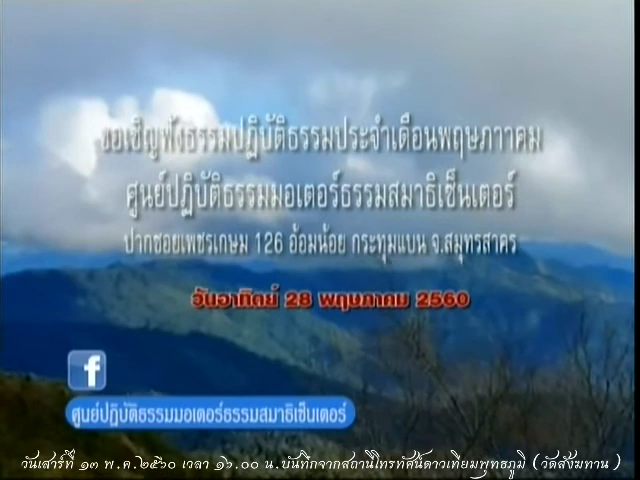 ขอเชิญฟังธรรมปฏิบัติธรรมประจำเดือนพฤษภาาคม
ศูนย์ปฏิบัติธรรมมอเตอร์ธรรมสมาธิเซ็นเตอร์
ปากซอยเพชรเกษม 126 อ้อมน้อย กระทุมแบน จ.สมุทรสาคร
วันอาทิตย์ 28 พฤษภาคม 2560
f
ศูนย์ปฏิบัติธรรมมอเตอร์ธรรมสมาธิเซ็นเตอร์
วันเสาร์ที่ ๑๓ พ.ค.๒๕๖๐ เวลา ๑๖.๐๐ น.บันทึกจากสถานีโทรทัศน์ดาวเทียมพุทธภูมิ (วัดสังฆทาน)